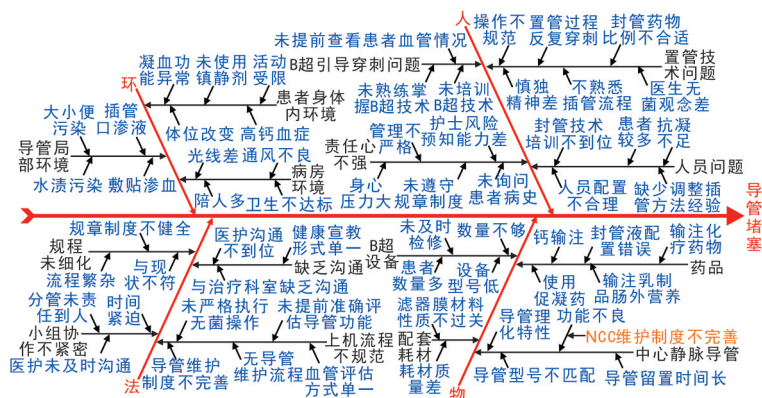 人
操作不规范
置管过程反复穿刺
封管药物比例不合适
未提前查看患者血管情况
B超引导穿刺问题
置管技术问题
未熟练掌握B超技术
未培训B超技术
慎独精神差
不熟悉插管流程
医生无菌观念差
管理不严格
护士风险预知能力差
责任心不强
身心压力大
未遵守规章制度
未询问患者病史
封管技术培训不到位
患者较多
抗凝不足
人员问题
人员配置不合理
缺少调整插管方法经验
环
凝血功能异常
未使用镇静剂
活动受限
患者身体内环境
体位改变
高钙血症
大小便污染
插管口渗液
导管局部环境
水渍污染
敷贴渗血
光线差
通风不良
病房环境
陪人多
卫生不达标
导管堵塞
规章制度不健全
规程未细化
流程繁杂
与现状不符
医护沟通不到位
健康宣教形式单一
缺乏沟通
与治疗科室缺乏沟通
分管未责任到人
时间紧迫
小组协作不紧密
医护未及时沟通
未严格执行无菌操作
未提前准确评估导管功能
上机流程不规范
导管维护制度不完善
无导管维护流程
血管评估方式单一
法
未及时检修
数量不够
B超设备
患者数量多
设备型号低
钙输注
封管液配置错误
输注化疗药物
药品
使用促凝药
输注乳制品肠外营养
滤器膜材料性质不过关
配套耗材
耗材质量差
导管理化特性
功能不良
NCC维护制度不完善
中心静脉导管
导管型号不匹配
导管留置时间长
物